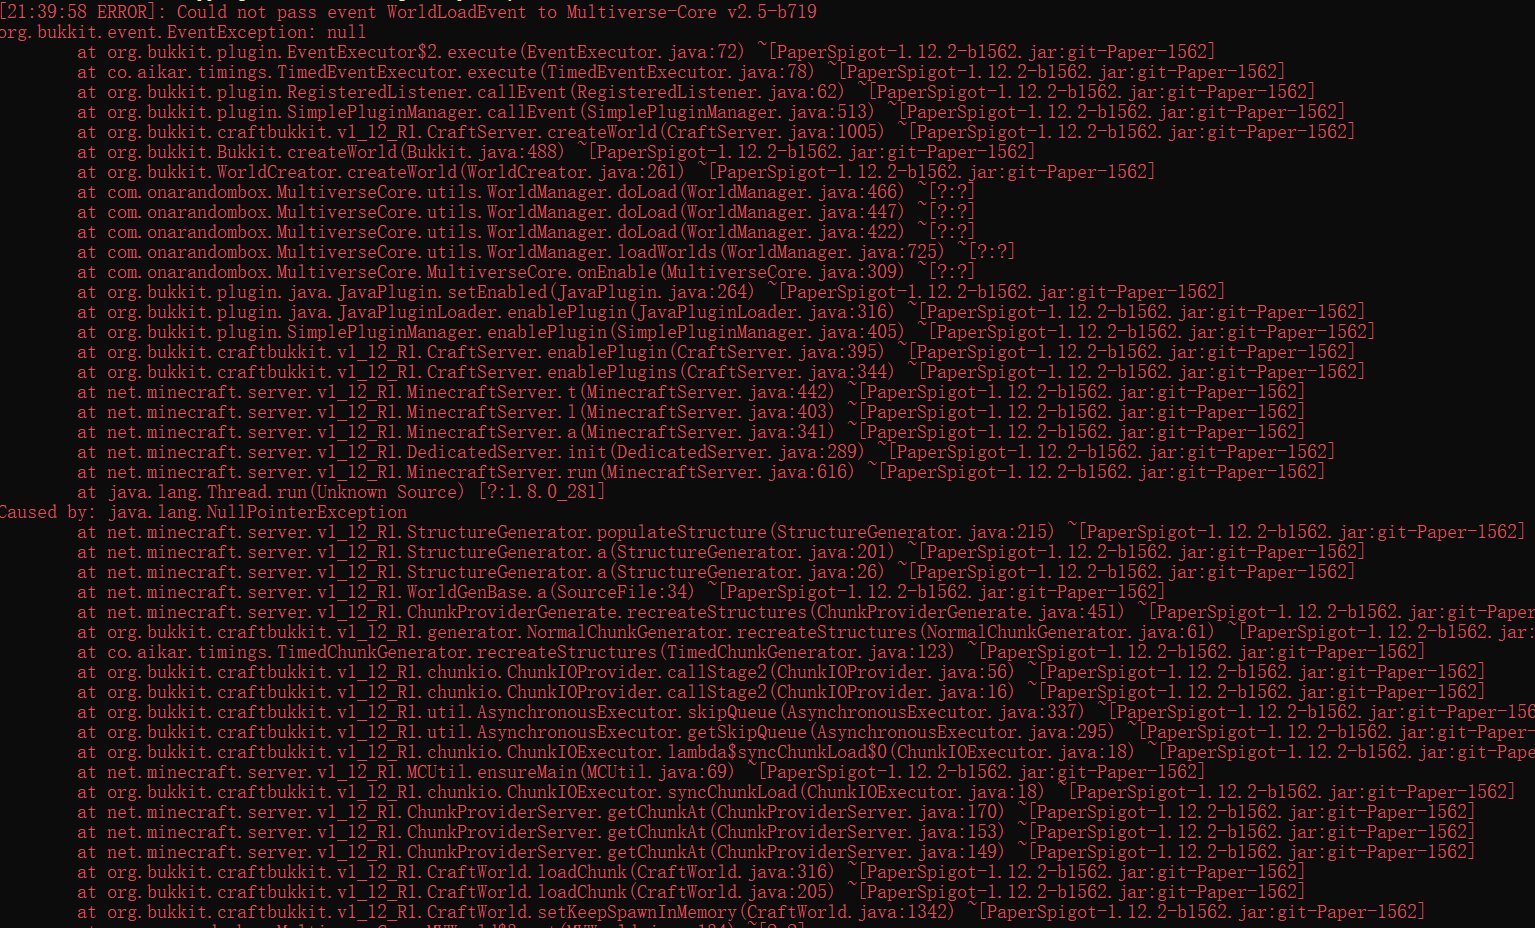 [21:39:58 ERROR]: Could not pass event WorldLoadEvent to Multiverse-Core v2.5-b719
org.bukkit.event.EventException: null
at org.bukkit.plugin.EventExecutor$2.execute(EventExecutor.java:72) ~[PaperSpigot-1.12.2-b1562.jar:git-Paper-1562]
at co.aikar.timings.TimedEventExecutor.execute(TimedEventExecutor.java:78) ~[PaperSpigot-1.12.2-b1562.jar:git-Paper-1562]
at org.bukkit.plugin.RegisteredListener.callEvent(RegisteredListener.java:62) ~[PaperSpigot-1.12.2-b1562.jar:git-Paper-1562]
at org.bukkit.plugin.SimplePluginManager.callEvent(SimplePluginManager.java:513) ~[PaperSpigot-1.12.2-b1562.jar:git-Paper-1562]
at org.bukkit.craftbukkit.v1_12_R1.CraftServer.createWorld(CraftServer.java:1005) ~[PaperSpigot-1.12.2-b1562.jar:git-Paper-1562]
at org.bukkit.Bukkit.createWorld(Bukkit.java:488) ~[PaperSpigot-1.12.2-b1562.jar:git-Paper-1562]
at org.bukkit.WorldCreator.createWorld(WorldCreator.java:261) ~[PaperSpigot-1.12.2-b1562.jar:git-Paper-1562]
at com.onarandombox.MultiverseCore.utils.WorldManager.doLoad(WorldManager.java:466) ~[?:?]
at com.onarandombox.MultiverseCore.utils.WorldManager.doLoad(WorldManager.java:447) ~[?:?]
at com.onarandombox.MultiverseCore.utils.WorldManager.doLoad(WorldManager.java:422) ~[?:?]
at com.onarandombox.MultiverseCore.utils.WorldManager.loadWorlds(WorldManager.java:725) ~[?:?]
at com.onarandombox.MultiverseCore.MultiverseCore.onEnable(MultiverseCore.java:309) ~[?:?]
at org.bukkit.plugin.java.JavaPlugin.setEnabled(JavaPlugin.java:264) ~[PaperSpigot-1.12.2-b1562.jar:git-Paper-1562]
at org.bukkit.plugin.java.JavaPluginLoader.enablePlugin(JavaPluginLoader.java:316) ~[PaperSpigot-1.12.2-b1562.jar:git-Paper-1562]
at org.bukkit.plugin.SimplePluginManager.enablePlugin(SimplePluginManager.java:405) ~[PaperSpigot-1.12.2-b1562.jar:git-Paper-1562]
at org.bukkit.craftbukkit.v1_12_R1.CraftServer.enablePlugin(CraftServer.java:395) ~[PaperSpigot-1.12.2-b1562.jar:git-Paper-1562]
at org.bukkit.craftbukkit.v1_12_R1.CraftServer.enablePlugins(CraftServer.java:344) ~[PaperSpigot-1.12.2-b1562.jar:git-Paper-1562]
at net.minecraft.server.v1_12_R1.MinecraftServer.t(MinecraftServer.java:442) ~[PaperSpigot-1.12.2-b1562.jar:git-Paper-1562]
at net.minecraft.server.v1_12_R1.MinecraftServer.l(MinecraftServer.java:403) ~[PaperSpigot-1.12.2-b1562.jar:git-Paper-1562]
at net.minecraft.server.v1_12_R1.MinecraftServer.a(MinecraftServer.java:341) ~[PaperSpigot-1.12.2-b1562.jar:git-Paper-1562]
at net.minecraft.server.v1_12_R1.DedicatedServer.init(DedicatedServer.java:289) ~[PaperSpigot-1.12.2-b1562.jar:git-Paper-1562]
at net.minecraft.server.v1_12_R1.MinecraftServer.run(MinecraftServer.java:616) ~[PaperSpigot-1.12.2-b1562.jar:git-Paper-1562]
at java.lang.Thread.run(Unknown Source) [?:1.8.0_281]
Caused by: java.lang.NullPointerException
at net.minecraft.server.v1_12_R1.StructureGenerator.populateStructure(StructureGenerator.java:215) ~[PaperSpigot-1.12.2-b1562.jar:git-Paper-1562]
at net.minecraft.server.v1_12_R1.StructureGenerator.a(StructureGenerator.java:201) ~[PaperSpigot-1.12.2-b1562.jar:git-Paper-1562]
at net.minecraft.server.v1_12_R1.StructureGenerator.a(StructureGenerator.java:26) ~[PaperSpigot-1.12.2-b1562.jar:git-Paper-1562]
at net.minecraft.server.v1_12_R1.WorldGenBase.a(SourceFile:34) ~[PaperSpigot-1.12.2-b1562.jar:git-Paper-1562]
at net.minecraft.server.v1_12_R1.ChunkProviderGenerate.recreateStructures(ChunkProviderGenerate.java:451) ~[PaperSpigot-1.12.2-b1562.jar:git-Paper
at org.bukkit.craftbukkit.v1_12_R1.generator.NormalChunkGenerator.recreateStructures(NormalChunkGenerator.java:61) ~[PaperSpigot-1.12.2-b1562.jar:
at co.aikar.timings.TimedChunkGenerator.recreateStructures(TimedChunkGenerator.java:123) ~[PaperSpigot-1.12.2-b1562.jar:git-Paper-1562]
at org.bukkit.craftbukkit.v1_12_R1.chunkio.ChunkIOProvider.callStage2(ChunkIOProvider.java:56) ~[PaperSpigot-1.12.2-b1562.jar:git-Paper-1562]
at org.bukkit.craftbukkit.v1_12_R1.chunkio.ChunkIOProvider.callStage2(ChunkIOProvider.java:16) ~[PaperSpigot-1.12.2-b1562.jar:git-Paper-1562]
at org.bukkit.craftbukkit.v1_12_R1.util.AsynchronousExecutor.skipQueue(AsynchronousExecutor.java:337) ~[PaperSpigot-1.12.2-b1562.jar:git-Paper-156
at org.bukkit.craftbukkit.v1_12_R1.util.AsynchronousExecutor.getSkipQueue(AsynchronousExecutor.java:295) ~[PaperSpigot-1.12.2-b1562.jar:git-Paper-
at org.bukkit.craftbukkit.v1_12_R1.chunkio.ChunkIOExecutor.lambda$syncChunkLoad$0(ChunkIOExecutor.java:18) ~[PaperSpigot-1.12.2-b1562.jar:git-Pape
at net.minecraft.server.v1_12_R1.MCUtil.ensureMain(MCUtil.java:69) ~[PaperSpigot-1.12.2-b1562.jar:git-Paper-1562]
at org.bukkit.craftbukkit.v1_12_R1.chunkio.ChunkIOExecutor.syncChunkLoad(ChunkIOExecutor.java:18) ~[PaperSpigot-1.12.2-b1562.jar:git-Paper-1562]
at net.minecraft.server.v1_12_R1.ChunkProviderServer.getChunkAt(ChunkProviderServer.java:170) ~[PaperSpigot-1.12.2-b1562.jar:git-Paper-1562]
at net.minecraft.server.v1_12_R1.ChunkProviderServer.getChunkAt(ChunkProviderServer.java:153) ~[PaperSpigot-1.12.2-b1562.jar:git-Paper-1562]
at net.minecraft.server.v1_12_R1.ChunkProviderServer.getChunkAt(ChunkProviderServer.java:149) ~[PaperSpigot-1.12.2-b1562.jar:git-Paper-1562]
at org.bukkit.craftbukkit.v1_12_R1.CraftWorld.loadChunk(CraftWorld.java:316) ~[PaperSpigot-1.12.2-b1562.jar:git-Paper-1562]
at org.bukkit.craftbukkit.v1_12_R1.CraftWorld.loadChunk(CraftWorld.java:205) ~[PaperSpigot-1.12.2-b1562.jar:git-Paper-1562]
at org.bukkit.craftbukkit.v1_12_R1.CraftWorld.setKeepSpawnInMemory(CraftWorld.java:1342) ~[PaperSpigot-1.12.2-b1562.jar:git-Paper-1562]